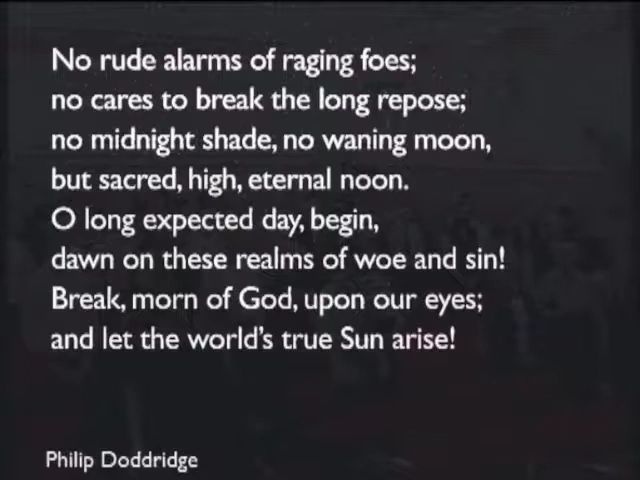 No rude alarms of raging foes;
no cares to break the long repose;
no midnight shade, no waning moon,
but sacred, high, eternal noon.
O long expected day, begin,
dawn on these realms of woe and sin!
Break, morn of God, upon our eyes;
and let the world's true Sun arise!
Philip Doddridge